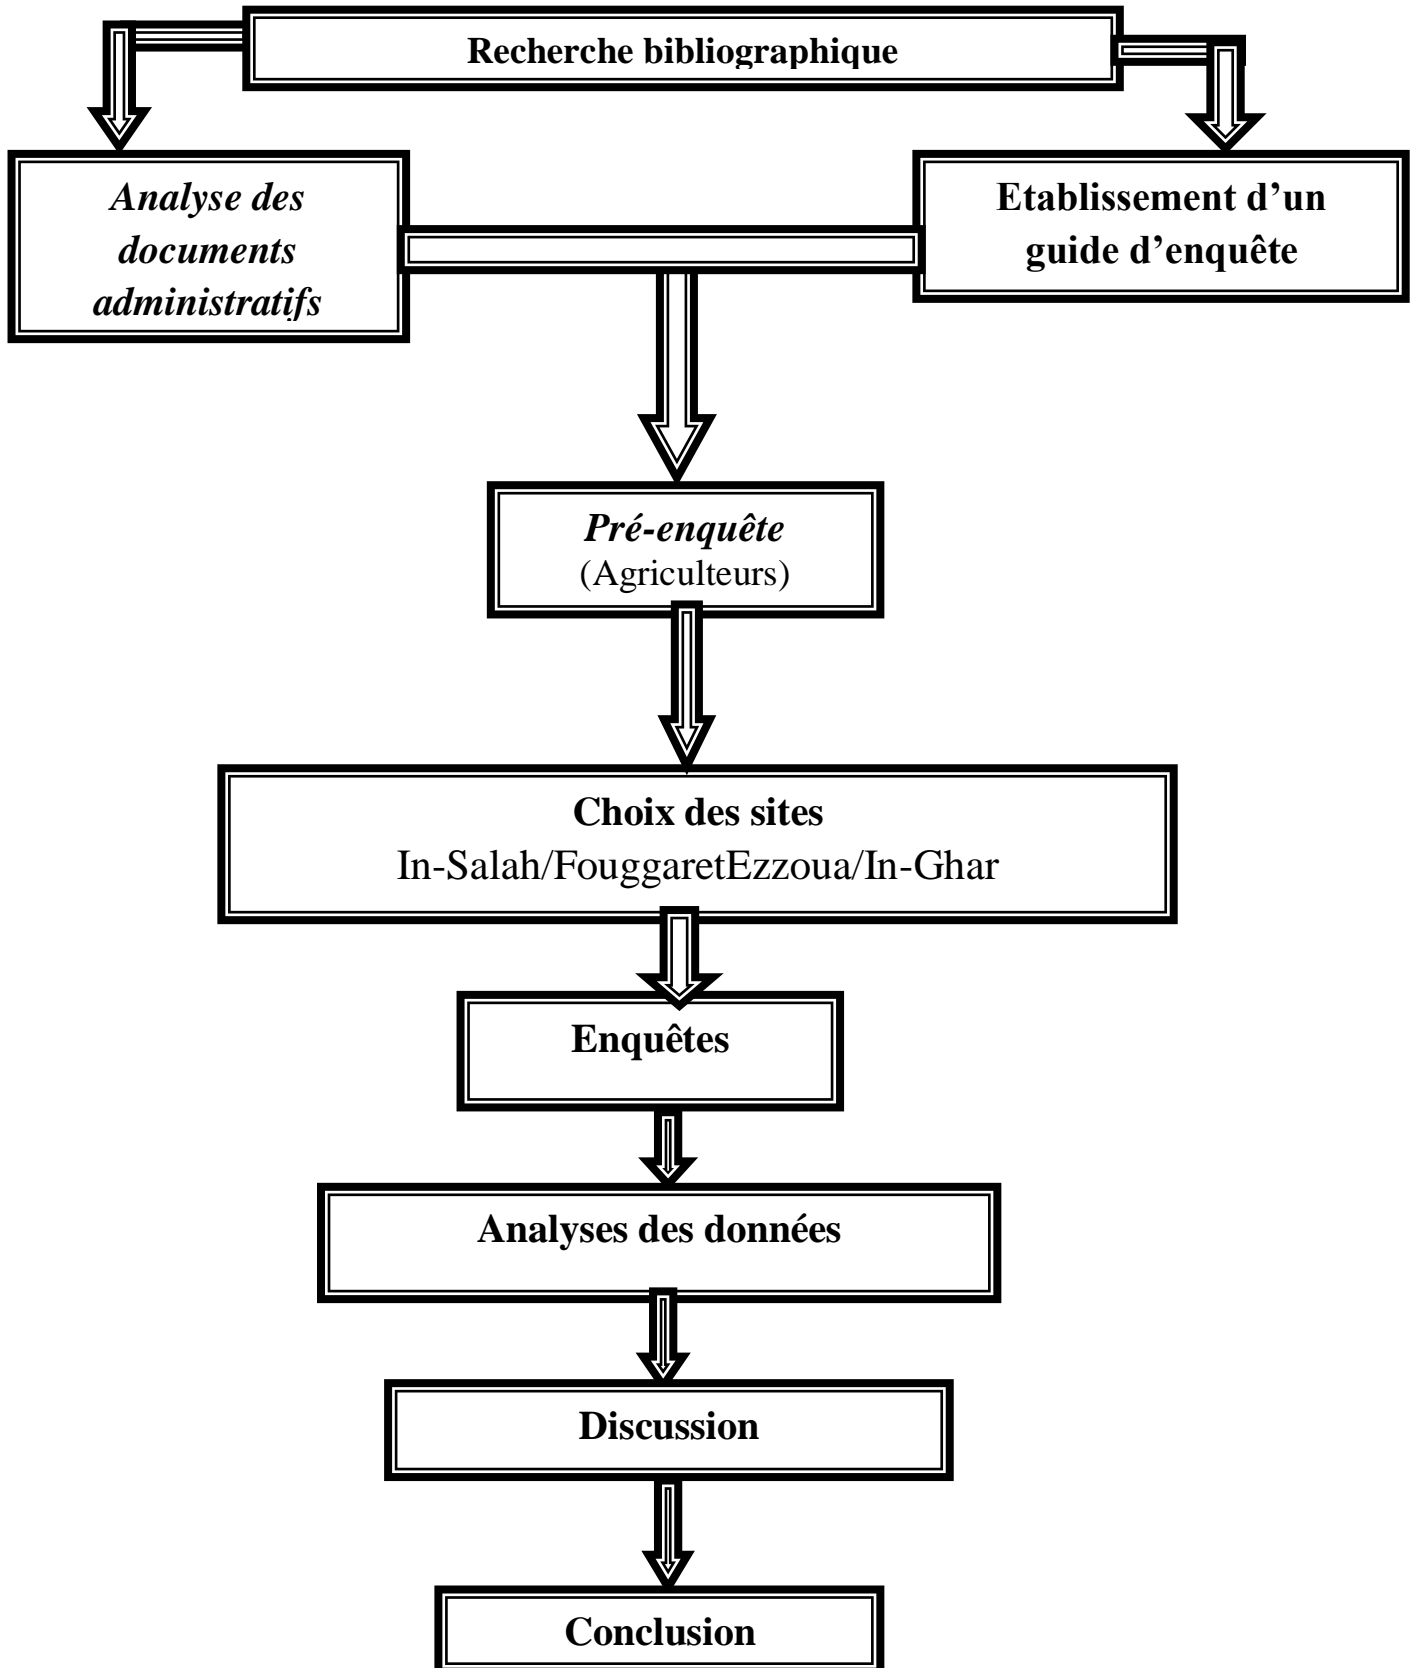 Recherche bibliographique
Analyse des
documents
administratifs
Etablissement d’un
guide d’enquête
Pré-enquête
(Agriculteurs)
Choix des sites
In-Salah/FouggaretEzzoua/In-Ghar
Enquêtes
Analyses des données
Discussion
Conclusion